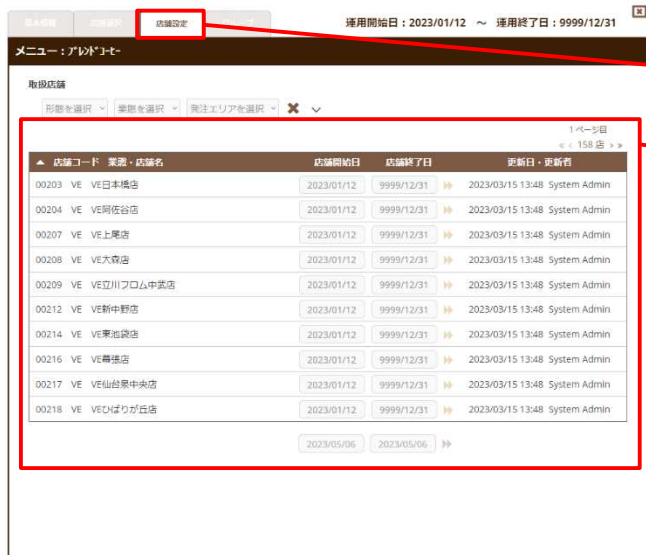 基本情報 店舗選択 店舗設定
運用開始日：2023/01/12 ～ 運用終了日：9999/12/31
メニュー：ﾌﾞﾚﾝﾄﾞｺｰﾋｰ
取扱店舗
形態を選択 業態を選択 発注エリアを選択
1 ページ目
« ‹ 158 店 › »
▲ 店舗コード 業態・店舗名 店舗開始日 店舗終了日 更新日・更新者
00203 VE VE日本橋店 2023/01/12 9999/12/31 2023/03/15 13:48 System Admin
00204 VE VE阿佐谷店 2023/01/12 9999/12/31 2023/03/15 13:48 System Admin
00207 VE VE上尾店 2023/01/12 9999/12/31 2023/03/15 13:48 System Admin
00208 VE VE大森店 2023/01/12 9999/12/31 2023/03/15 13:48 System Admin
00209 VE VE立川フロム中武店 2023/01/12 9999/12/31 2023/03/15 13:48 System Admin
00212 VE VE新中野店 2023/01/12 9999/12/31 2023/03/15 13:48 System Admin
00214 VE VE東池袋店 2023/01/12 9999/12/31 2023/03/15 13:48 System Admin
00216 VE VE幕張店 2023/01/12 9999/12/31 2023/03/15 13:48 System Admin
00217 VE VE仙台泉中央店 2023/01/12 9999/12/31 2023/03/15 13:48 System Admin
00218 VE VEひばりが丘店 2023/01/12 9999/12/31 2023/03/15 13:48 System Admin
2023/05/06 2023/05/06